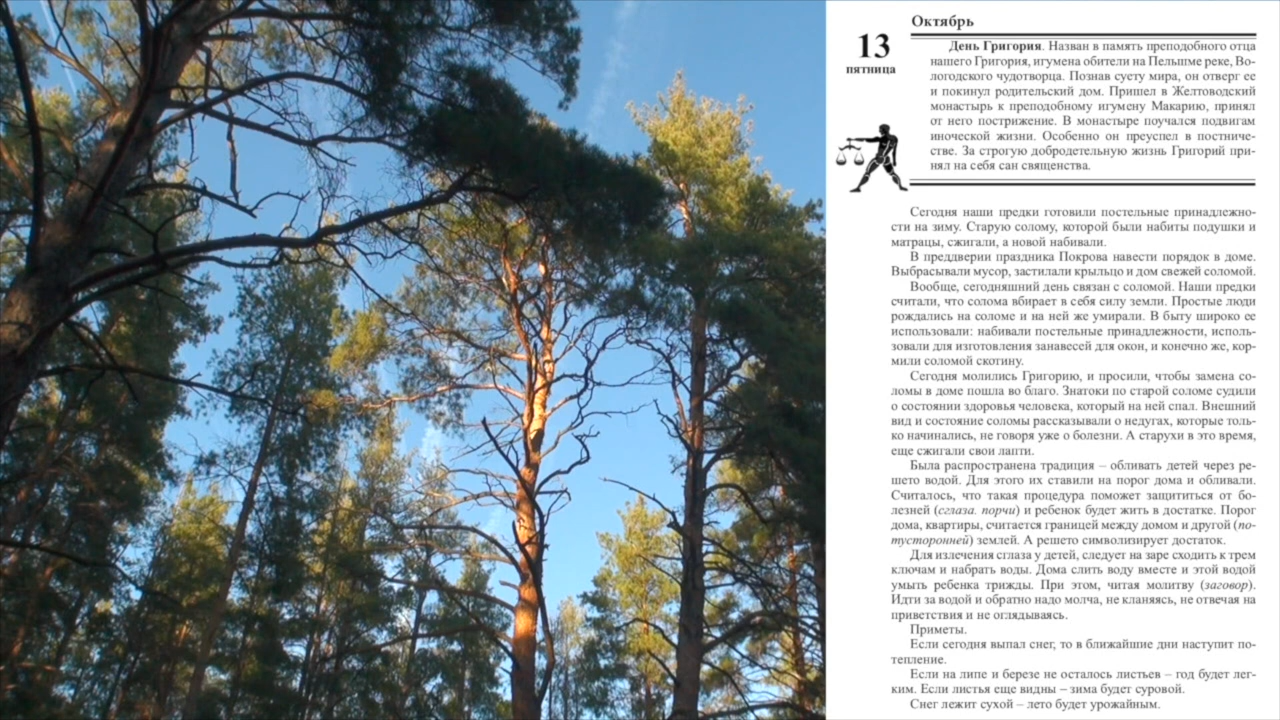 Октябрь
13
пятница
День Григория. Назван в память преподобного отца
нашего Григория, игумена обители на Пельшме реке, Во-
логодского чудотворца. Познав суету мира, он отверг ее
и покинул родительский дом. Пришел в Желтоводский
монастырь к преподобному игумену Макарию, принял
от него пострижение. В монастыре поучался подвигам
иноческой жизни. Особенно он преуспел в постниче-
стве. За строгую добродетельную жизнь Григорий при-
нял на себя сан священства.
Сегодня наши предки готовили постельные принадлежно-
сти на зиму. Старую солому, которой были набиты подушки и
матрацы, сжигали, а новой набивали.
В преддверии праздника Покрова навести порядок в доме.
Выбрасывали мусор, застилали крыльцо и дом свежей соломой.
Вообще, сегодняшний день связан с соломой. Наши предки
считали, что солома вбирает в себя силу земли. Простые люди
рождались на соломе и на ней же умирали. В быту широко ее
использовали: набивали постельные принадлежности, исполь-
зовали для изготовления занавесей для окон, и конечно же, кор-
мили соломой скотину.
Сегодня молились Григорию, и просили, чтобы замена со-
ломы в доме пошла во благо. Знатоки по старой соломе судили
о состоянии здоровья человека, который на ней спал. Внешний
вид и состояние соломы рассказывали о недугах, которые толь-
ко начинались, не говоря уже о болезни. А старухи в это время,
еще сжигали свои лапти.
Была распространена традиция – обливать детей через ре-
шето водой. Для этого их ставили на порог дома и обливали.
Считалось, что такая процедура поможет защититься от бо-
лезней (сглаза. порчи) и ребенок будет жить в достатке. Порог
дома, квартиры, считается границей между домом и другой (по-
тусторонней) землей. А решето символизирует достаток.
Для излечения сглаза у детей, следует на заре сходить к трем
ключам и набрать воды. Дома слить воду вместе и этой водой
умыть ребенка трижды. При этом, читая молитву (заговор).
Идти за водой и обратно надо молча, не кланяясь, не отвечая на
приветствия и не оглядываясь.
Приметы.
Если сегодня выпал снег, то в ближайшие дни наступит по-
тепление.
Если на липе и березе не осталось листьев – год будет лег-
ким. Если листья еще видны – зима будет суровой.
Снег лежит сухой – лето будет урожайным.